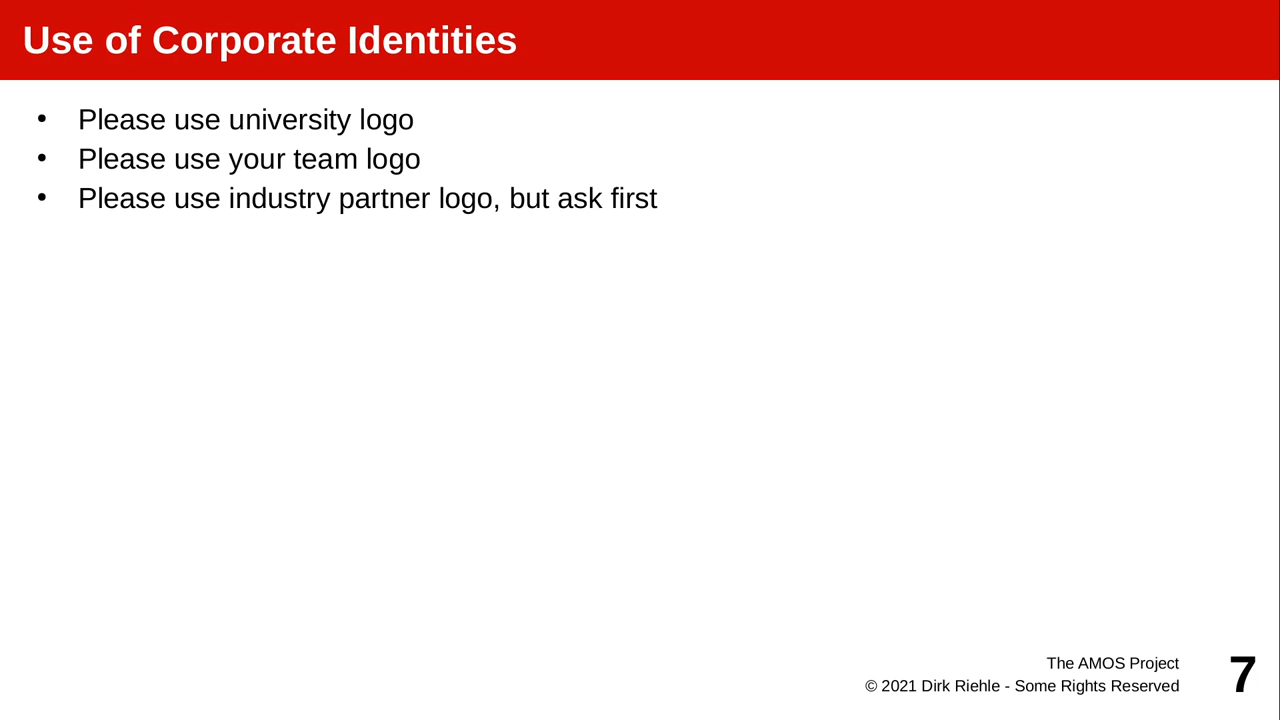 Use of Corporate Identities
• Please use university logo
• Please use your team logo
• Please use industry partner logo, but ask first
The AMOS Project
© 2021 Dirk Riehle - Some Rights Reserved
7